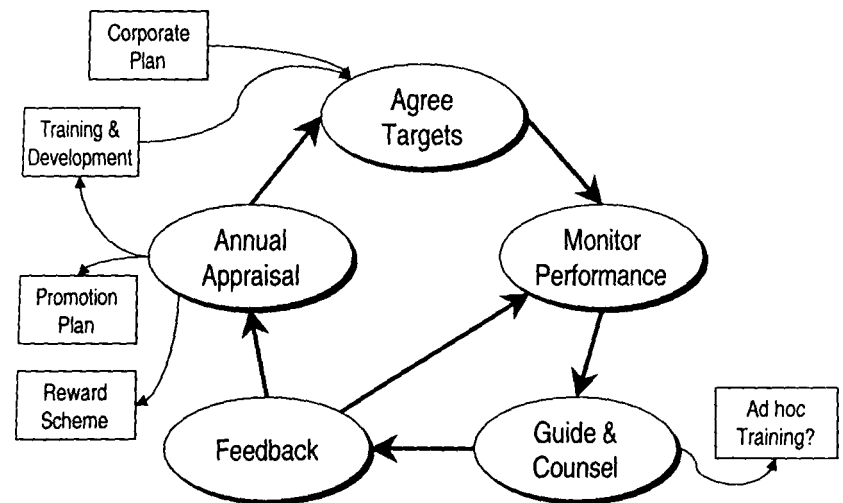 Corporate
Plan
Agree
Targets
Training &
Development
Annual
Appraisal
Monitor
Performance
Promotion
Plan
Reward
Scheme
Feedback
Guide &
Counsel
Ad hoc
Training?